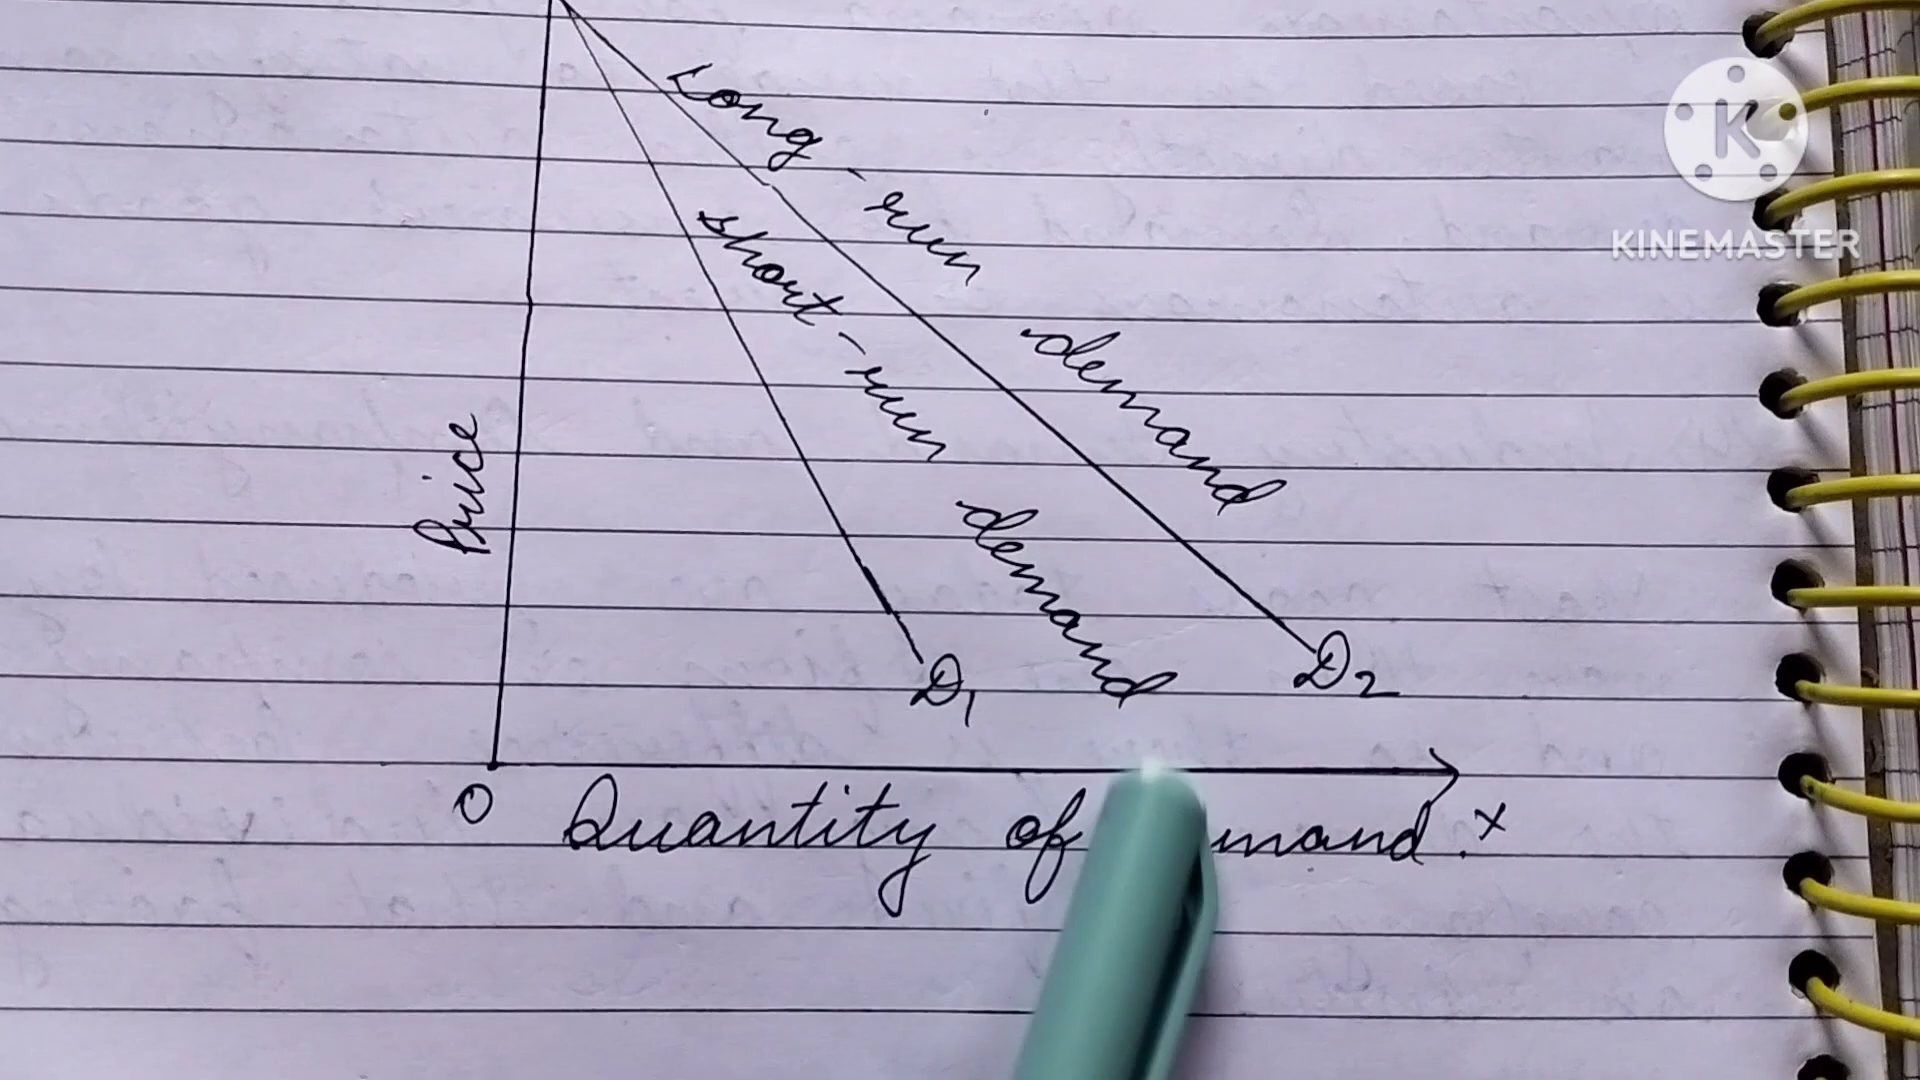 Long-run demand
short-run demand
Price
D1
D2
O
Quantity of mand. x
K
KINEMASTER